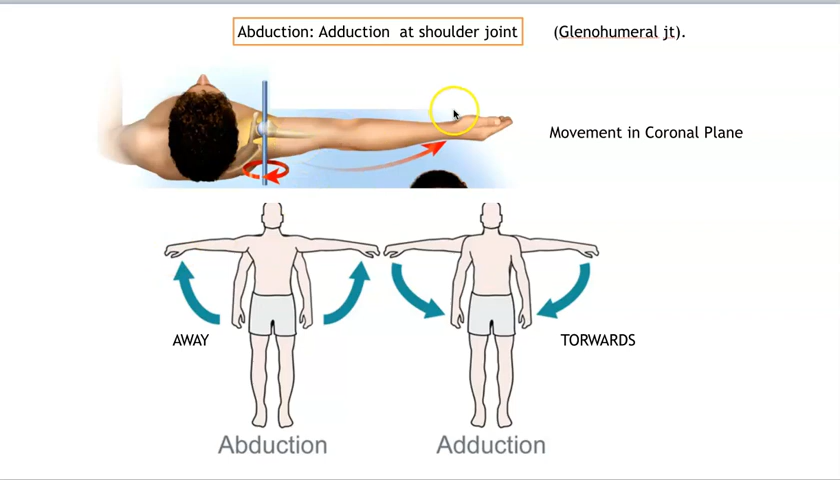 Abduction: Adduction at shoulder joint (Glenohumeral jt).
Movement in Coronal Plane
AWAY
TORWARDS
Abduction
Adduction